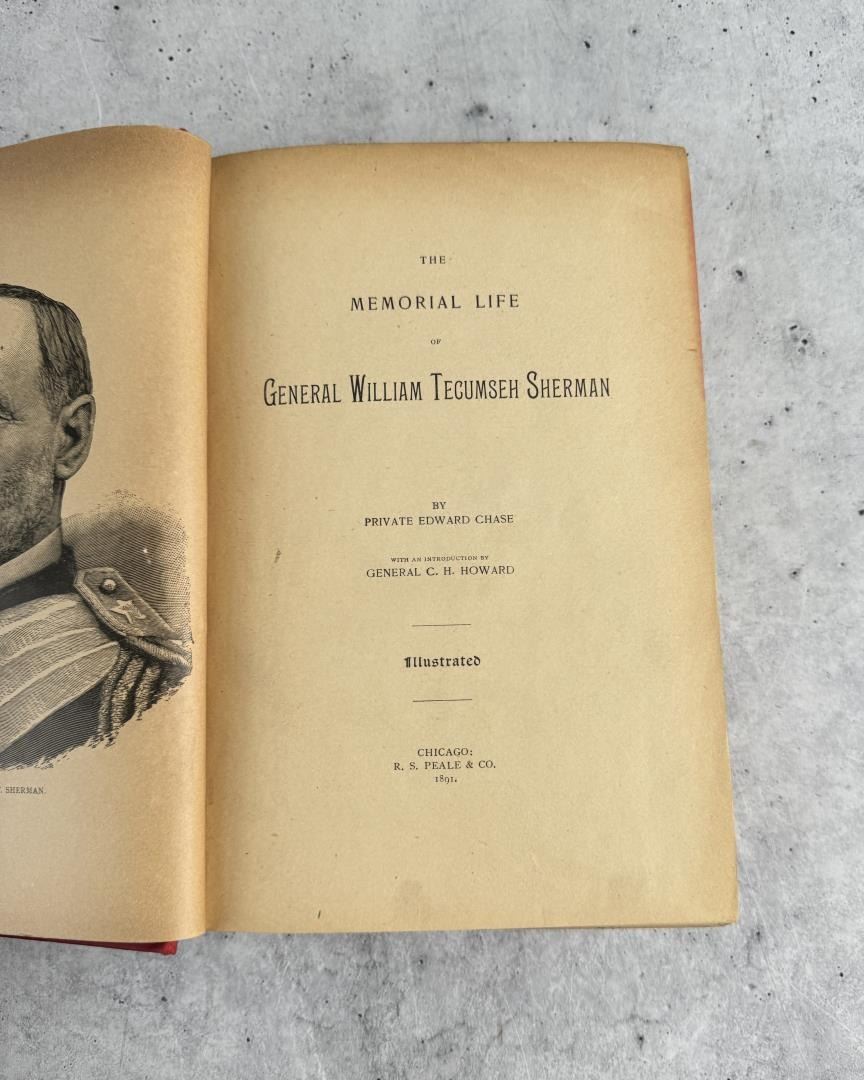 THE
MEMORIAL LIFE
OF
GENERAL WILLIAM TECUMSEH SHERMAN
BY
PRIVATE EDWARD CHASE
WITH AN INTRODUCTION BY
GENERAL C. H. HOWARD
Illustrated
CHICAGO:
R. S. PEALE & CO.
1891.
SHERMAN.